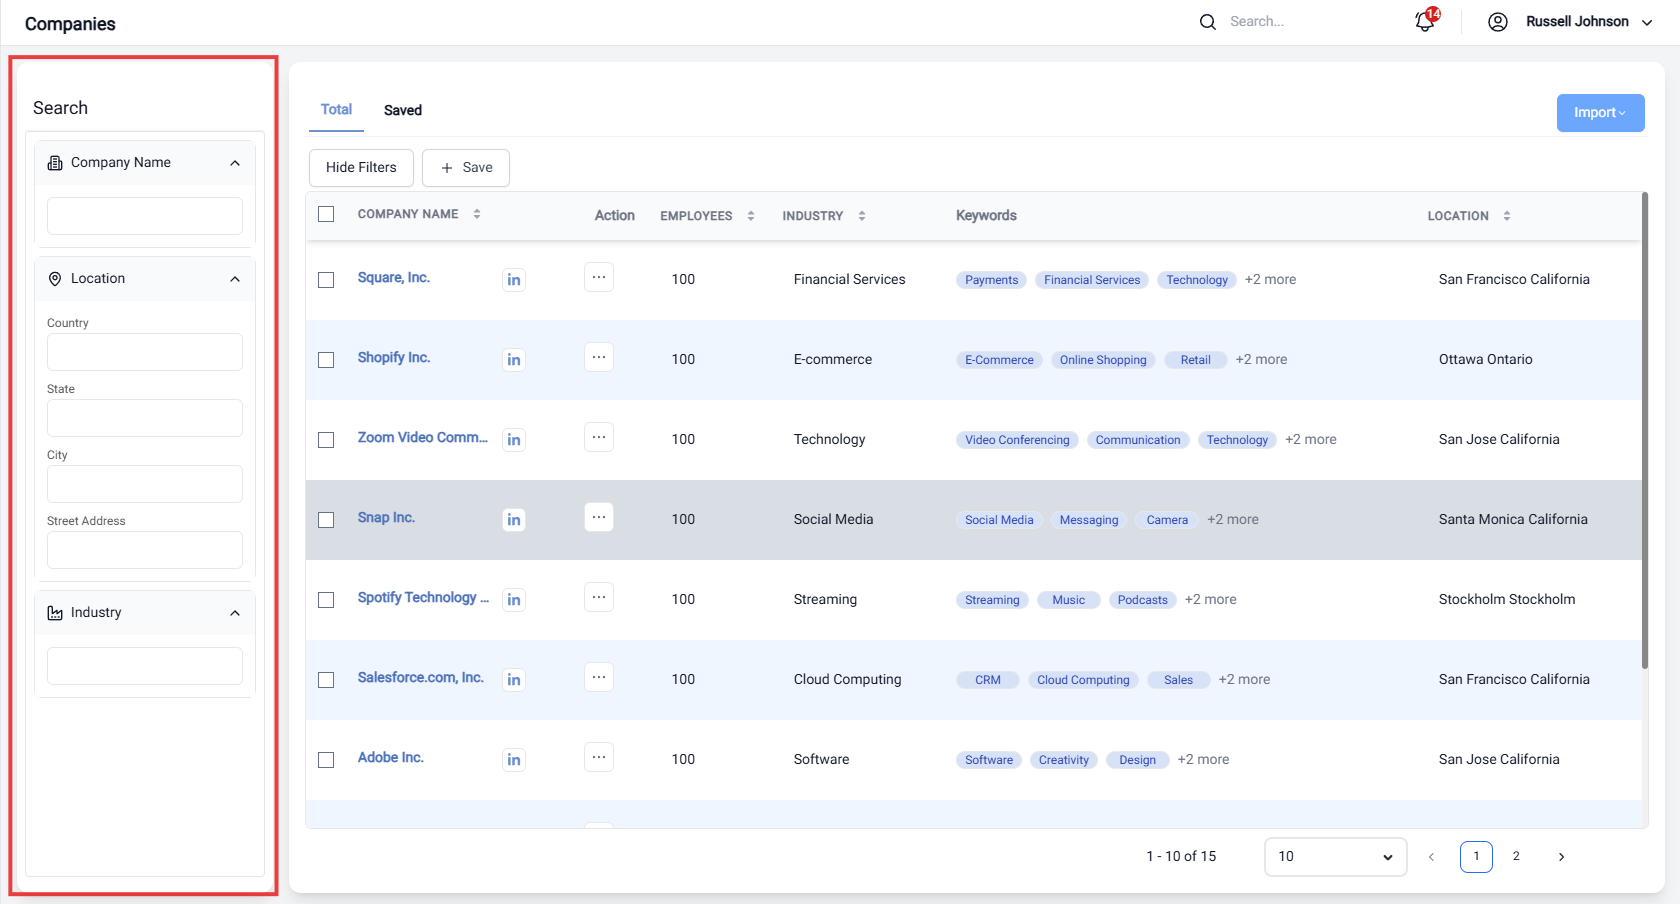 Companies
Search...
14
Russell Johnson
Search
Company Name
Location
Country
State
City
Street Address
Industry
Total Saved
Import
Hide Filters + Save
COMPANY NAME Action EMPLOYEES INDUSTRY Keywords LOCATION
Square, Inc. in ... 100 Financial Services Payments Financial Services Technology +2 more San Francisco California
Shopify Inc. in ... 100 E-commerce E-Commerce Online Shopping Retail +2 more Ottawa Ontario
Zoom Video Comm... in ... 100 Technology Video Conferencing Communication Technology +2 more San Jose California
Snap Inc. in ... 100 Social Media Social Media Messaging Camera +2 more Santa Monica California
Spotify Technology ... in ... 100 Streaming Streaming Music Podcasts +2 more Stockholm Stockholm
Salesforce.com, Inc. in ... 100 Cloud Computing CRM Cloud Computing Sales +2 more San Francisco California
Adobe Inc. in ... 100 Software Software Creativity Design +2 more San Jose California
1 - 10 of 15 10 < 1 2 >